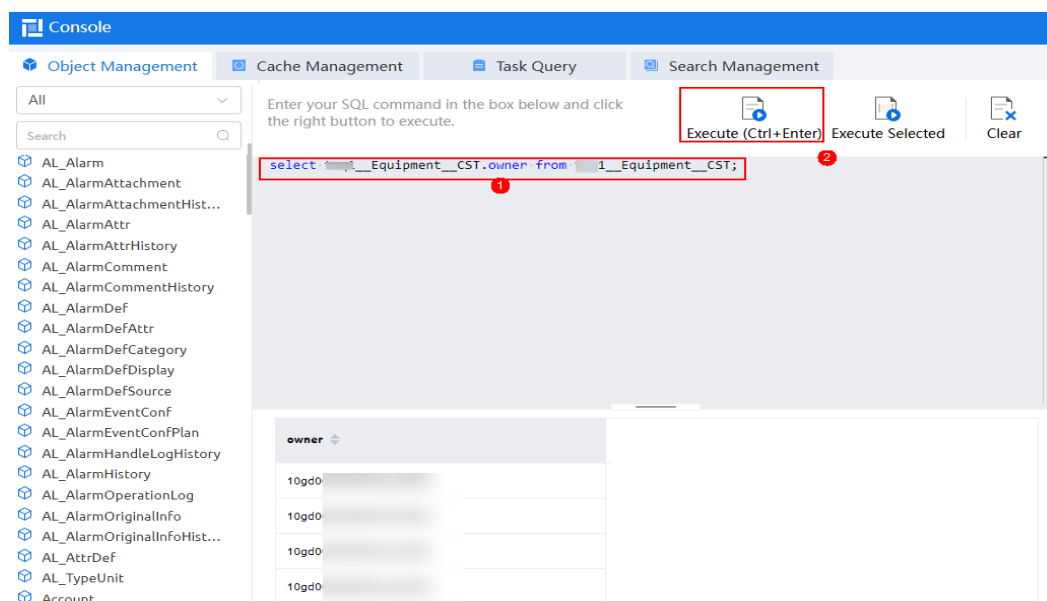 Console
Object Management
Cache Management
Task Query
Search Management
All
Search
AL_Alarm
AL_AlarmAttachment
AL_AlarmAttachmentHist...
AL_AlarmAttr
AL_AlarmAttrHistory
AL_AlarmComment
AL_AlarmCommentHistory
AL_AlarmDef
AL_AlarmDefAttr
AL_AlarmDefCategory
AL_AlarmDefDisplay
AL_AlarmDefSource
AL_AlarmEventConf
AL_AlarmEventConfPlan
AL_AlarmHandleLogHistory
AL_AlarmHistory
AL_AlarmOperationLog
AL_AlarmOriginalInfo
AL_AlarmOriginalInfoHist...
AL_AttrDef
AL_TypeUnit
Account
Enter your SQL command in the box below and click
the right button to execute.
Execute (Ctrl+Enter)
Execute Selected
Clear
2
select __Equipment__CST.owner from 1__Equipment__CST;
1
owner
10gd0
10gd0
10gd0
10gd0